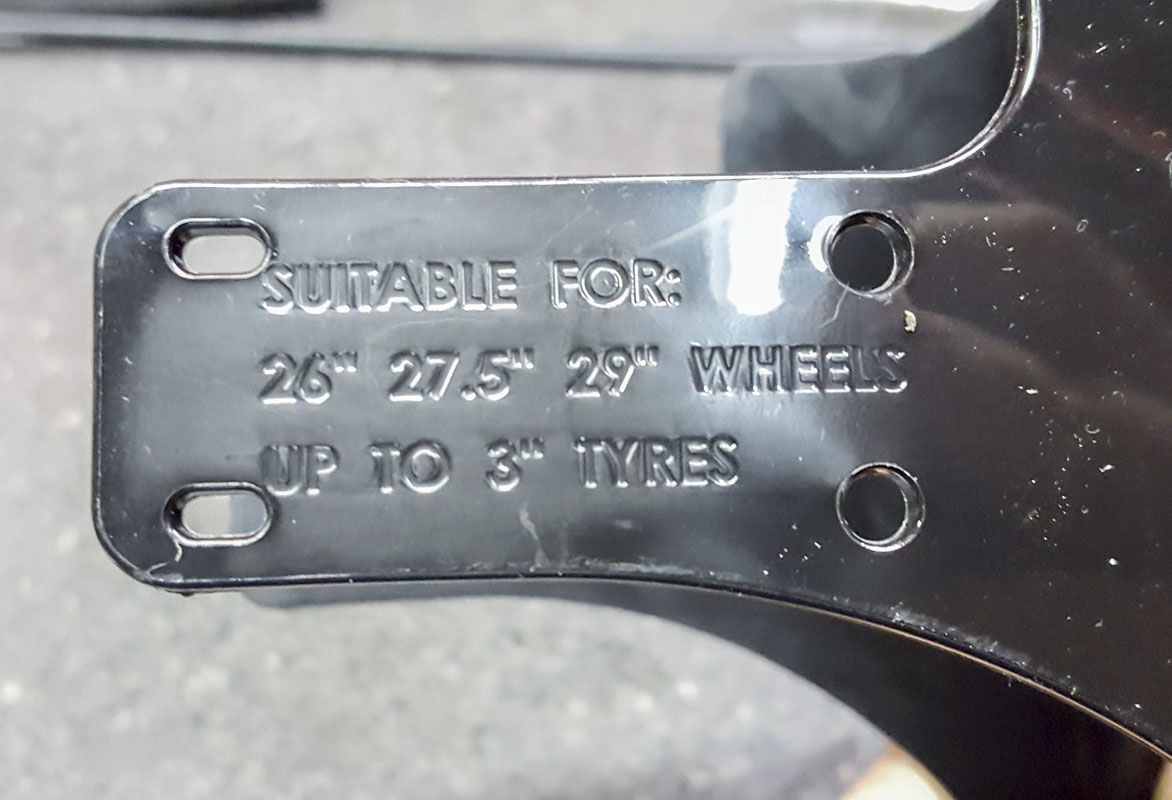 SUITABLE FOR:
26" 27.5" 29" WHEELS
UP TO 3" TYRES